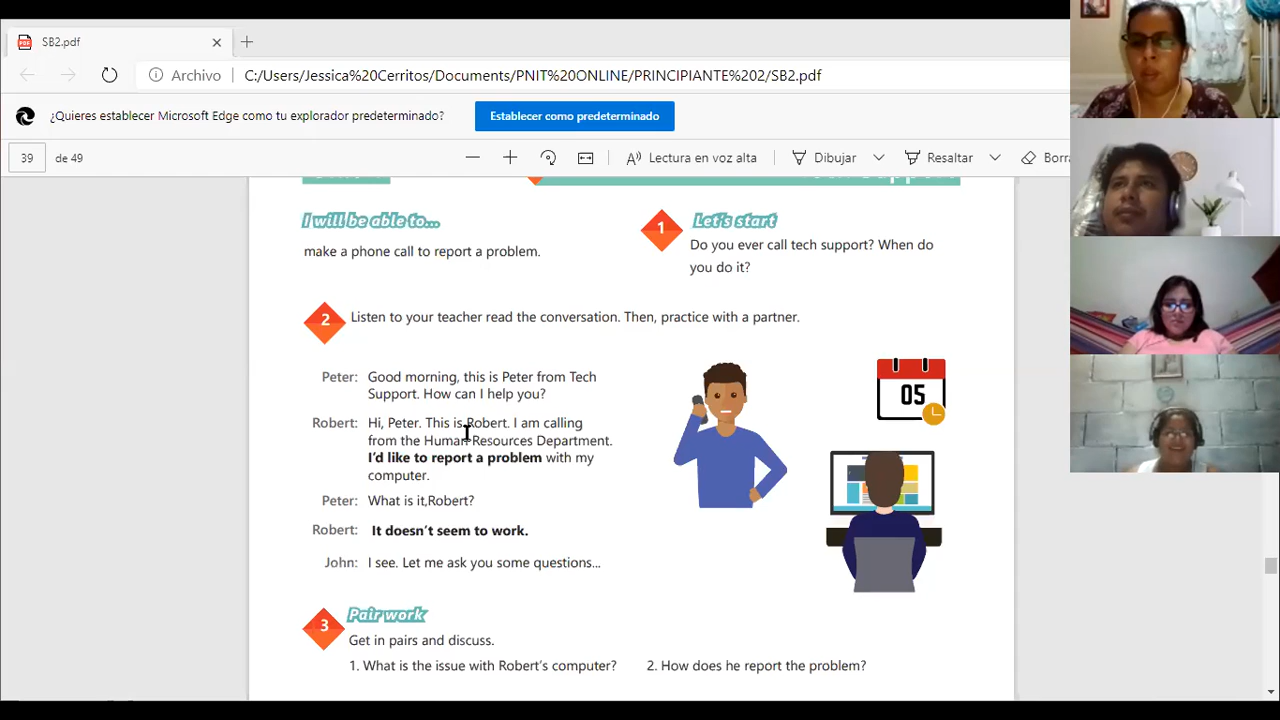 SB2.pdf
Archivo
C:/Users/Jessica%20Cerritos/Documents/PNIT%20ONLINE/PRINCIPIANTE%202/SB2.pdf
¿Quieres establecer Microsoft Edge como tu explorador predeterminado?
Establecer como predeterminado
39 de 49
Lectura en voz alta
Dibujar
Resaltar
Borra
I will be able to...
make a phone call to report a problem.
1 Let's start
Do you ever call tech support? When do
you do it?
2 Listen to your teacher read the conversation. Then, practice with a partner.
Peter: Good morning, this is Peter from Tech
Support. How can I help you?
Robert: Hi, Peter. This is Robert. I am calling
from the Human Resources Department.
I'd like to report a problem with my
computer.
Peter: What is it,Robert?
Robert: It doesn't seem to work.
John: I see. Let me ask you some questions...
05
3 Pair work
Get in pairs and discuss.
1. What is the issue with Robert's computer?
2. How does he report the problem?